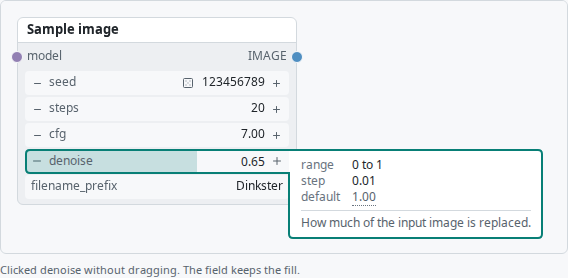 Sample image
model IMAGE
− seed 123456789 +
− steps 20 +
− cfg 7.00 +
− denoise 0.65 +
filename_prefix Dinkster
range 0 to 1
step 0.01
default 1.00
How much of the input image is replaced.
Clicked denoise without dragging. The field keeps the fill.